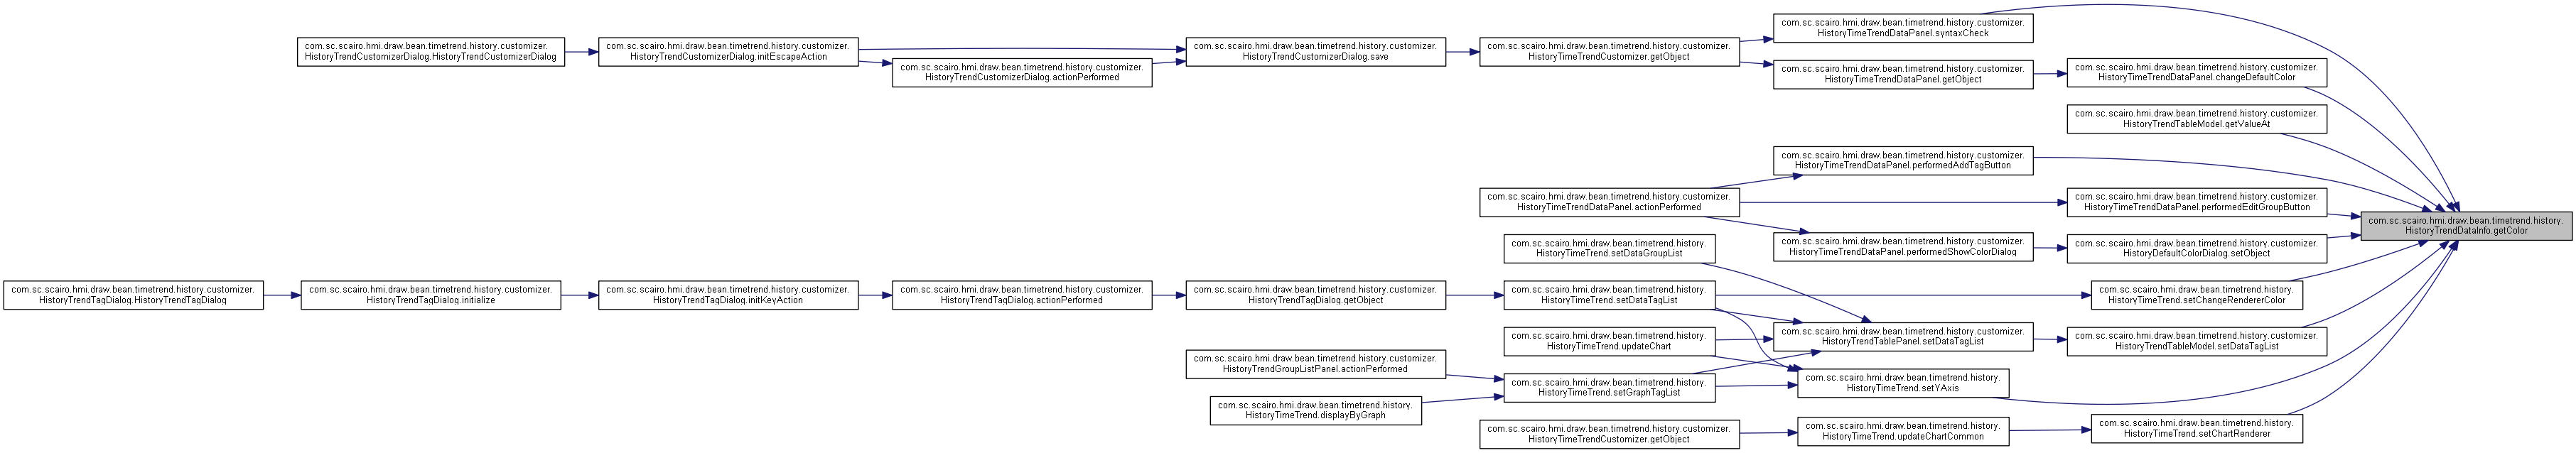 com.sc.scairo.hmi.draw.bean.timetrend.history.customizer.
HistoryTrendCustomizerDialog.HistoryTrendCustomizerDialog
com.sc.scairo.hmi.draw.bean.timetrend.history.customizer.
HistoryTrendCustomizerDialog.initEscapeAction
com.sc.scairo.hmi.draw.bean.timetrend.history.customizer.
HistoryTrendCustomizerDialog.actionPerformed
com.sc.scairo.hmi.draw.bean.timetrend.history.customizer.
HistoryTrendCustomizerDialog.save
com.sc.scairo.hmi.draw.bean.timetrend.history.customizer.
HistoryTimeTrendCustomizer.getObject
com.sc.scairo.hmi.draw.bean.timetrend.history.customizer.
HistoryTimeTrendDataPanel.syntaxCheck
com.sc.scairo.hmi.draw.bean.timetrend.history.customizer.
HistoryTimeTrendDataPanel.getObject
com.sc.scairo.hmi.draw.bean.timetrend.history.customizer.
HistoryTimeTrendDataPanel.changeDefaultColor
com.sc.scairo.hmi.draw.bean.timetrend.history.customizer.
HistoryTrendTableModel.getValueAt
com.sc.scairo.hmi.draw.bean.timetrend.history.customizer.
HistoryTimeTrendDataPanel.performedAddTagButton
com.sc.scairo.hmi.draw.bean.timetrend.history.customizer.
HistoryTimeTrendDataPanel.actionPerformed
com.sc.scairo.hmi.draw.bean.timetrend.history.customizer.
HistoryTimeTrendDataPanel.performedEditGroupButton
com.sc.scairo.hmi.draw.bean.timetrend.history.
HistoryTrendDataInfo.getColor
com.sc.scairo.hmi.draw.bean.timetrend.history.
HistoryTimeTrend.setDataGroupList
com.sc.scairo.hmi.draw.bean.timetrend.history.customizer.
HistoryTimeTrendDataPanel.performedShowColorDialog
com.sc.scairo.hmi.draw.bean.timetrend.history.customizer.
HistoryDefaultColorDialog.setObject
com.sc.scairo.hmi.draw.bean.timetrend.history.customizer.
HistoryTrendTagDialog.HistoryTrendTagDialog
com.sc.scairo.hmi.draw.bean.timetrend.history.customizer.
HistoryTrendTagDialog.initialize
com.sc.scairo.hmi.draw.bean.timetrend.history.customizer.
HistoryTrendTagDialog.initKeyAction
com.sc.scairo.hmi.draw.bean.timetrend.history.customizer.
HistoryTrendTagDialog.actionPerformed
com.sc.scairo.hmi.draw.bean.timetrend.history.customizer.
HistoryTrendTagDialog.getObject
com.sc.scairo.hmi.draw.bean.timetrend.history.
HistoryTimeTrend.setDataTagList
com.sc.scairo.hmi.draw.bean.timetrend.history.
HistoryTimeTrend.setChangeRendererColor
com.sc.scairo.hmi.draw.bean.timetrend.history.
HistoryTimeTrend.updateChart
com.sc.scairo.hmi.draw.bean.timetrend.history.customizer.
HistoryTrendTablePanel.setDataTagList
com.sc.scairo.hmi.draw.bean.timetrend.history.customizer.
HistoryTrendTableModel.setDataTagList
com.sc.scairo.hmi.draw.bean.timetrend.history.customizer.
HistoryTrendGroupListPanel.actionPerformed
com.sc.scairo.hmi.draw.bean.timetrend.history.
HistoryTimeTrend.setGraphTagList
com.sc.scairo.hmi.draw.bean.timetrend.history.
HistoryTimeTrend.setYAxis
com.sc.scairo.hmi.draw.bean.timetrend.history.
HistoryTimeTrend.displayByGraph
com.sc.scairo.hmi.draw.bean.timetrend.history.customizer.
HistoryTimeTrendCustomizer.getObject
com.sc.scairo.hmi.draw.bean.timetrend.history.
HistoryTimeTrend.updateChartCommon
com.sc.scairo.hmi.draw.bean.timetrend.history.
HistoryTimeTrend.setChartRenderer